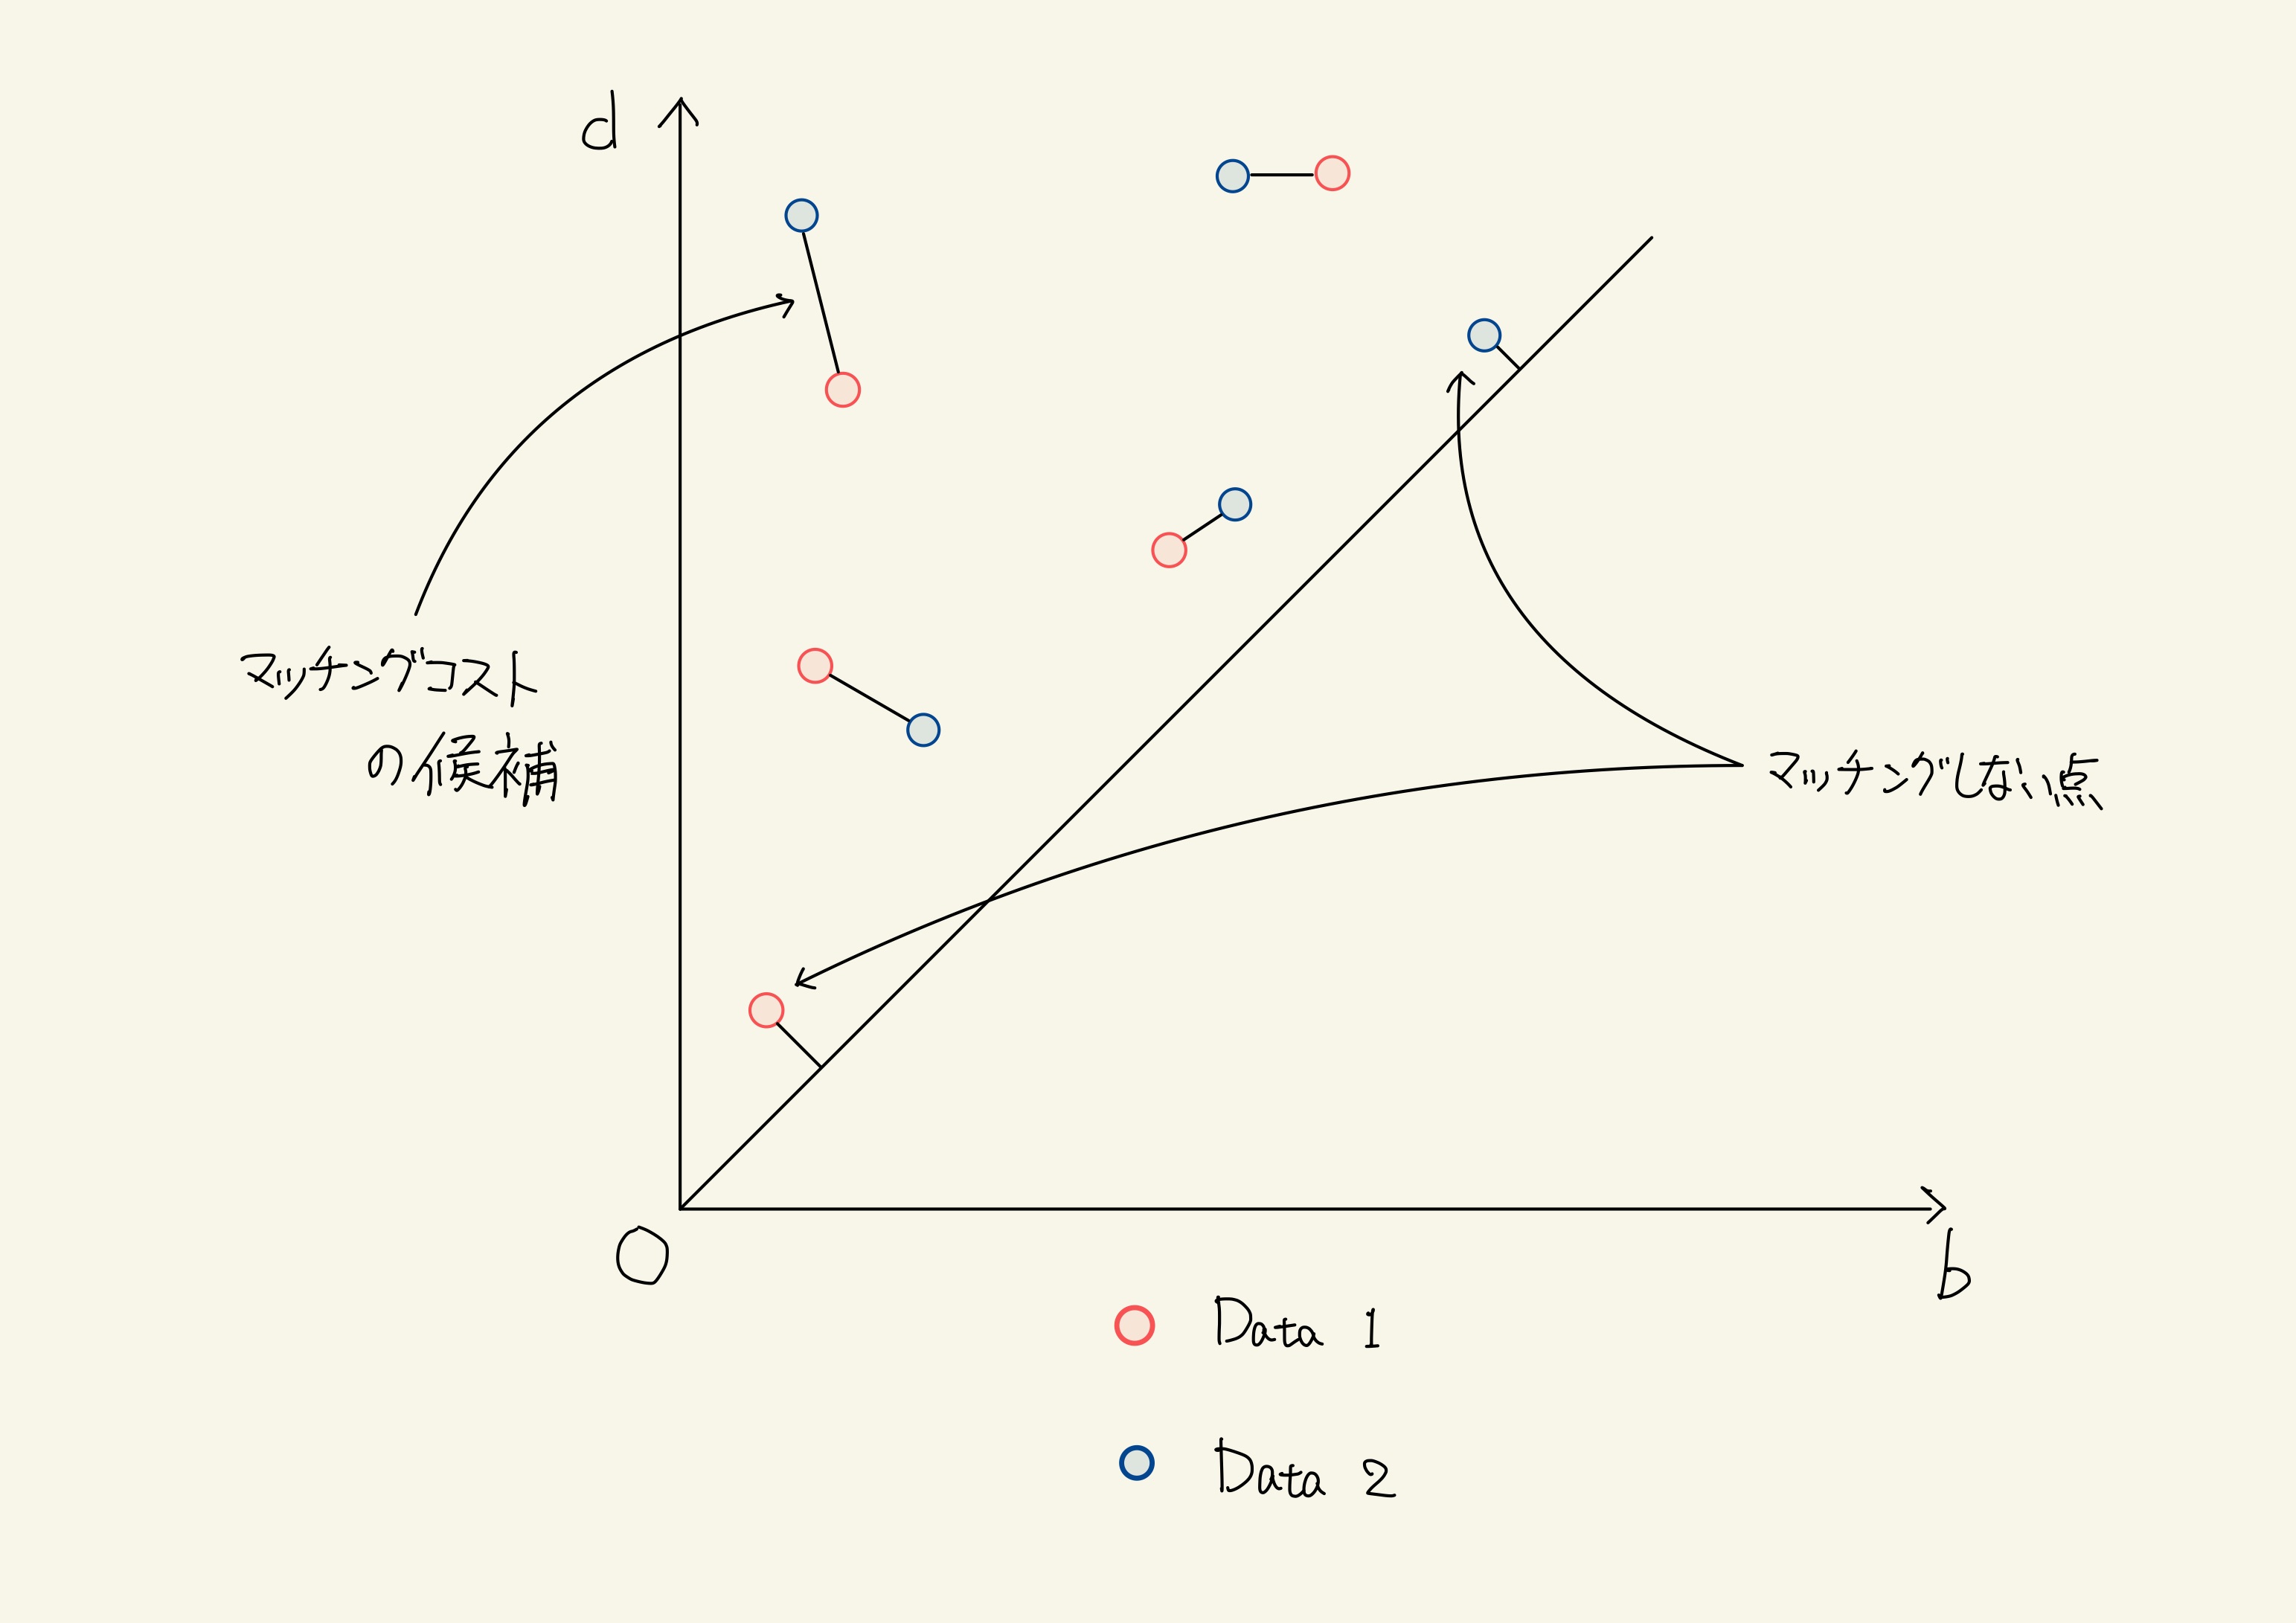 d
マッチングコスト
の候補
マッチングしない点
O
b
Data 1
Data 2